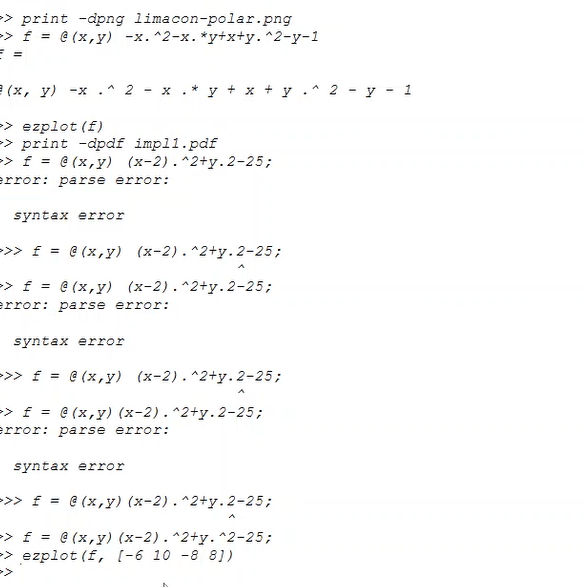 >> print -dpng limacon-polar.png
>> f = @(x,y) -x.^2-x.*y+x+y.^2-y-1
f =
@(x, y) -x .^ 2 - x .* y + x + y .^ 2 - y - 1
>> ezplot(f)
>> print -dpdf impl1.pdf
>> f = @(x,y) (x-2).^2+y.2-25;
error: parse error:
syntax error
>>> f = @(x,y) (x-2).^2+y.2-25;
^
>> f = @(x,y) (x-2).^2+y.2-25;
error: parse error:
syntax error
>>> f = @(x,y) (x-2).^2+y.2-25;
^
>> f = @(x,y)(x-2).^2+y.2-25;
error: parse error:
syntax error
>>> f = @(x,y)(x-2).^2+y.2-25;
^
>> f = @(x,y)(x-2).^2+y.^2-25;
>> ezplot(f, [-6 10 -8 8])
>>